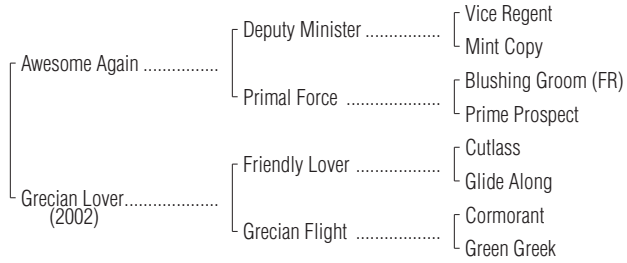 Vice Regent
Deputy Minister ..................
Mint Copy
Awesome Again ................
Blushing Groom (FR)
Primal Force ......................
Prime Prospect
Cutlass
Friendly Lover ....................
Glide Along
Grecian Lover....................
(2002)
Cormorant
Grecian Flight ....................
Green Greek